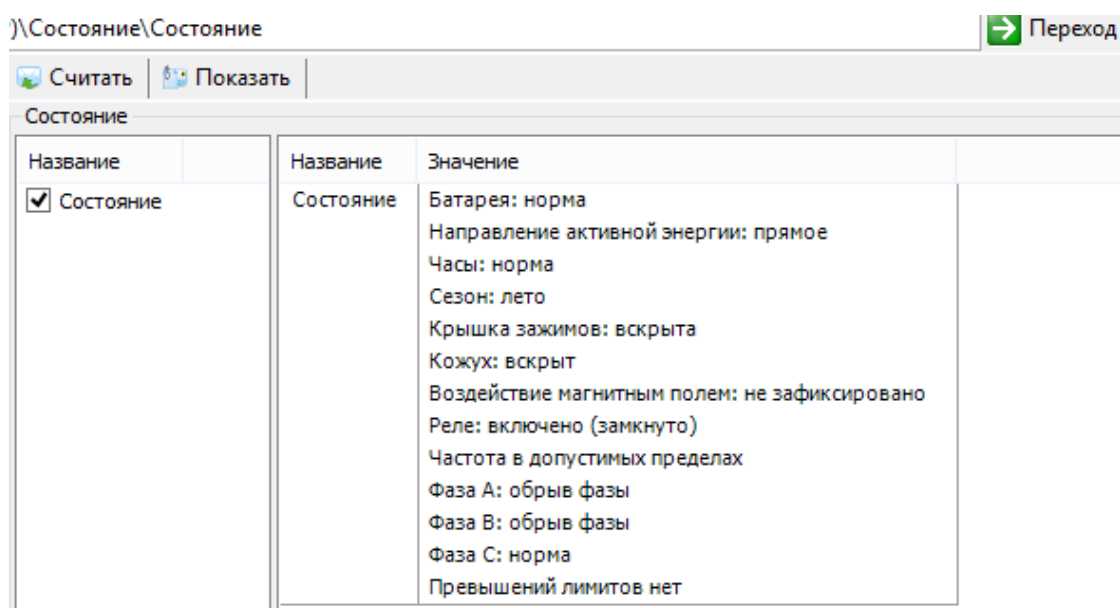 )\Состояние\Состояние
Переход
Считать
Показать
Состояние
Название
Название
Значение
Состояние
Состояние
Батарея: норма
Направление активной энергии: прямое
Часы: норма
Сезон: лето
Крышка зажимов: вскрыта
Кожух: вскрыт
Воздействие магнитным полем: не зафиксировано
Реле: включено (замкнуто)
Частота в допустимых пределах
Фаза A: обрыв фазы
Фаза B: обрыв фазы
Фаза C: норма
Превышений лимитов нет